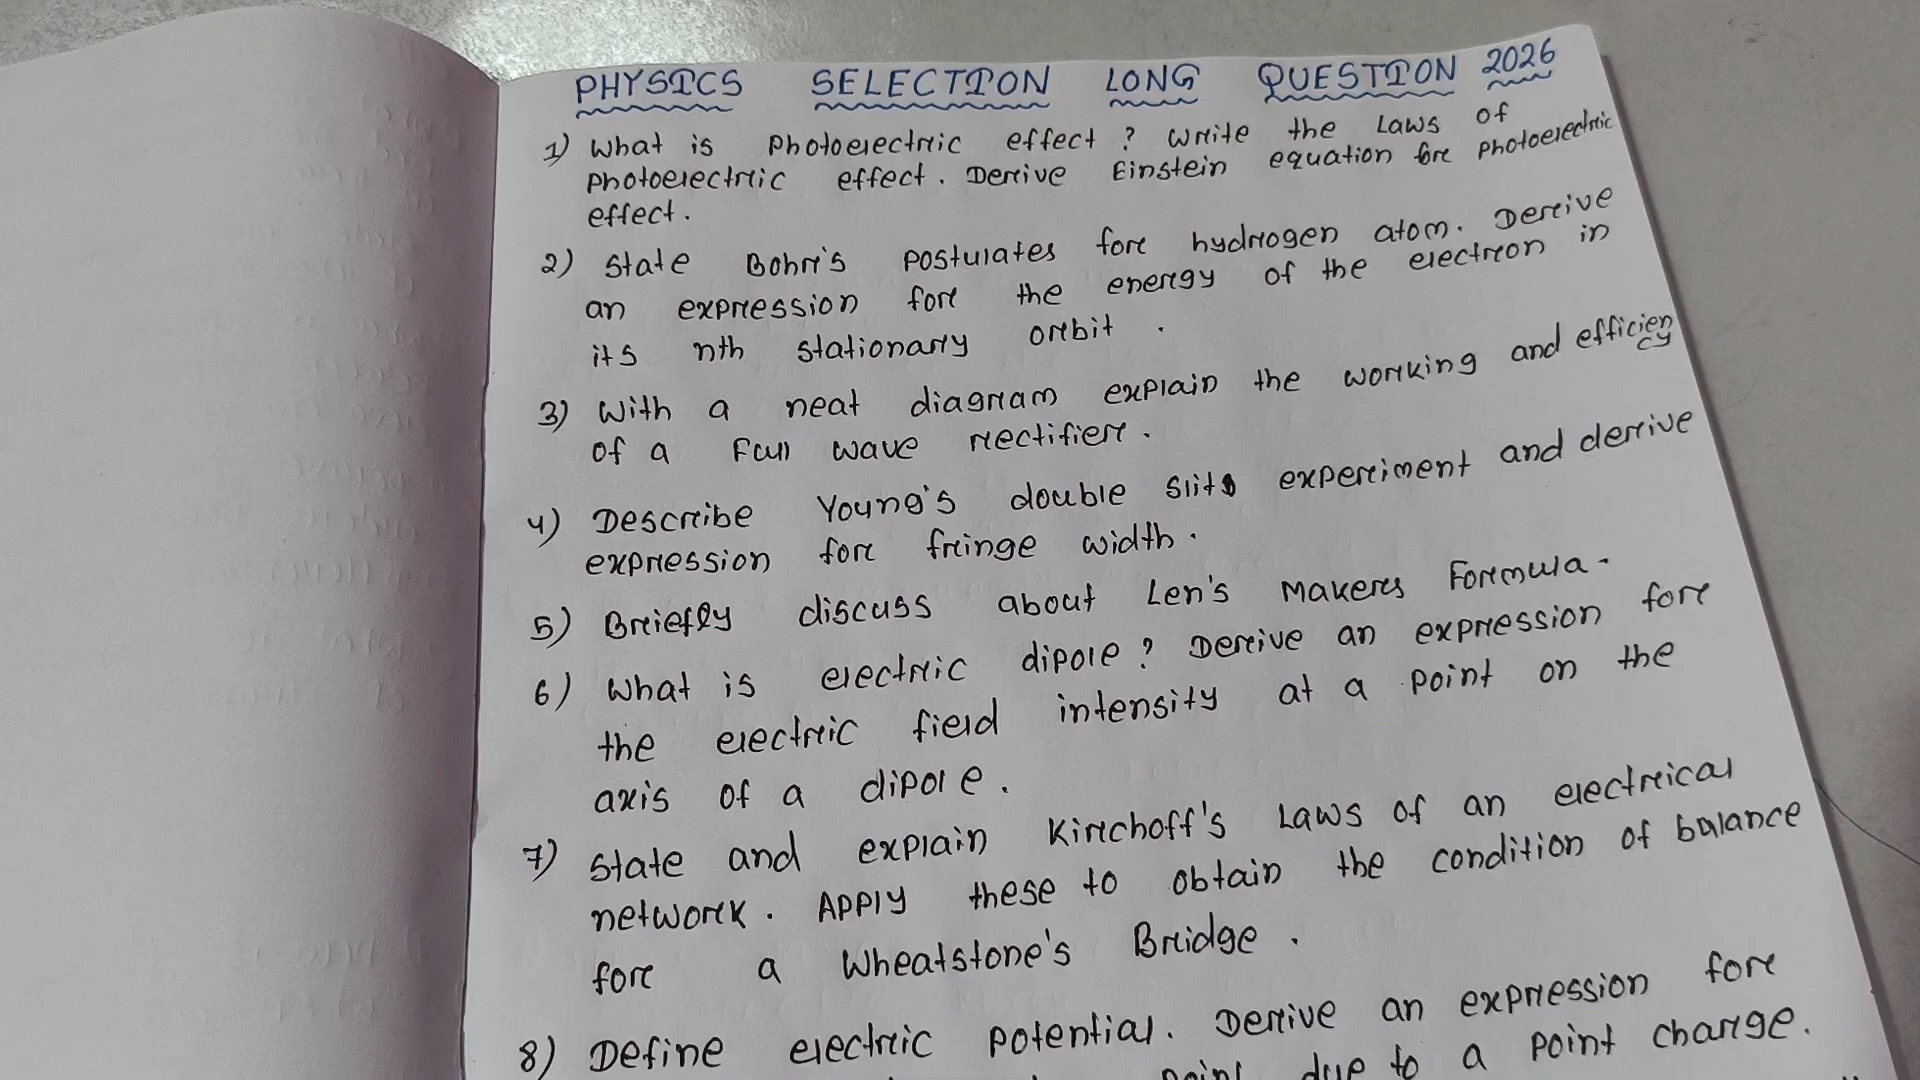 PHYSICS SELECTION LONG QUESTION 2026
1) What is Photoelectric effect ? Write the Laws of
Photoelectric effect. Derive Einstein equation for Photoelectric
effect.
2) State Bohr's Postulates for hydrogen atom. Derive
an expression for the energy of the electron in
its nth stationary orbit .
3) With a neat diagram explain the working and efficiency
of a Full wave rectifier .
4) Describe Young's double slits experiment and derive
expression for fringe width .
5) Briefly discuss about Len's Makers Formula .
6) What is electric dipole ? Derive an expression for
the electric field intensity at a point on the
axis of a dipole .
7) State and explain Kirchoff's Laws of an electrical
network . Apply these to obtain the condition of balance
for a Wheatstone's Bridge .
8) Define electric Potential. Derive an expression for
point due to a Point charge.